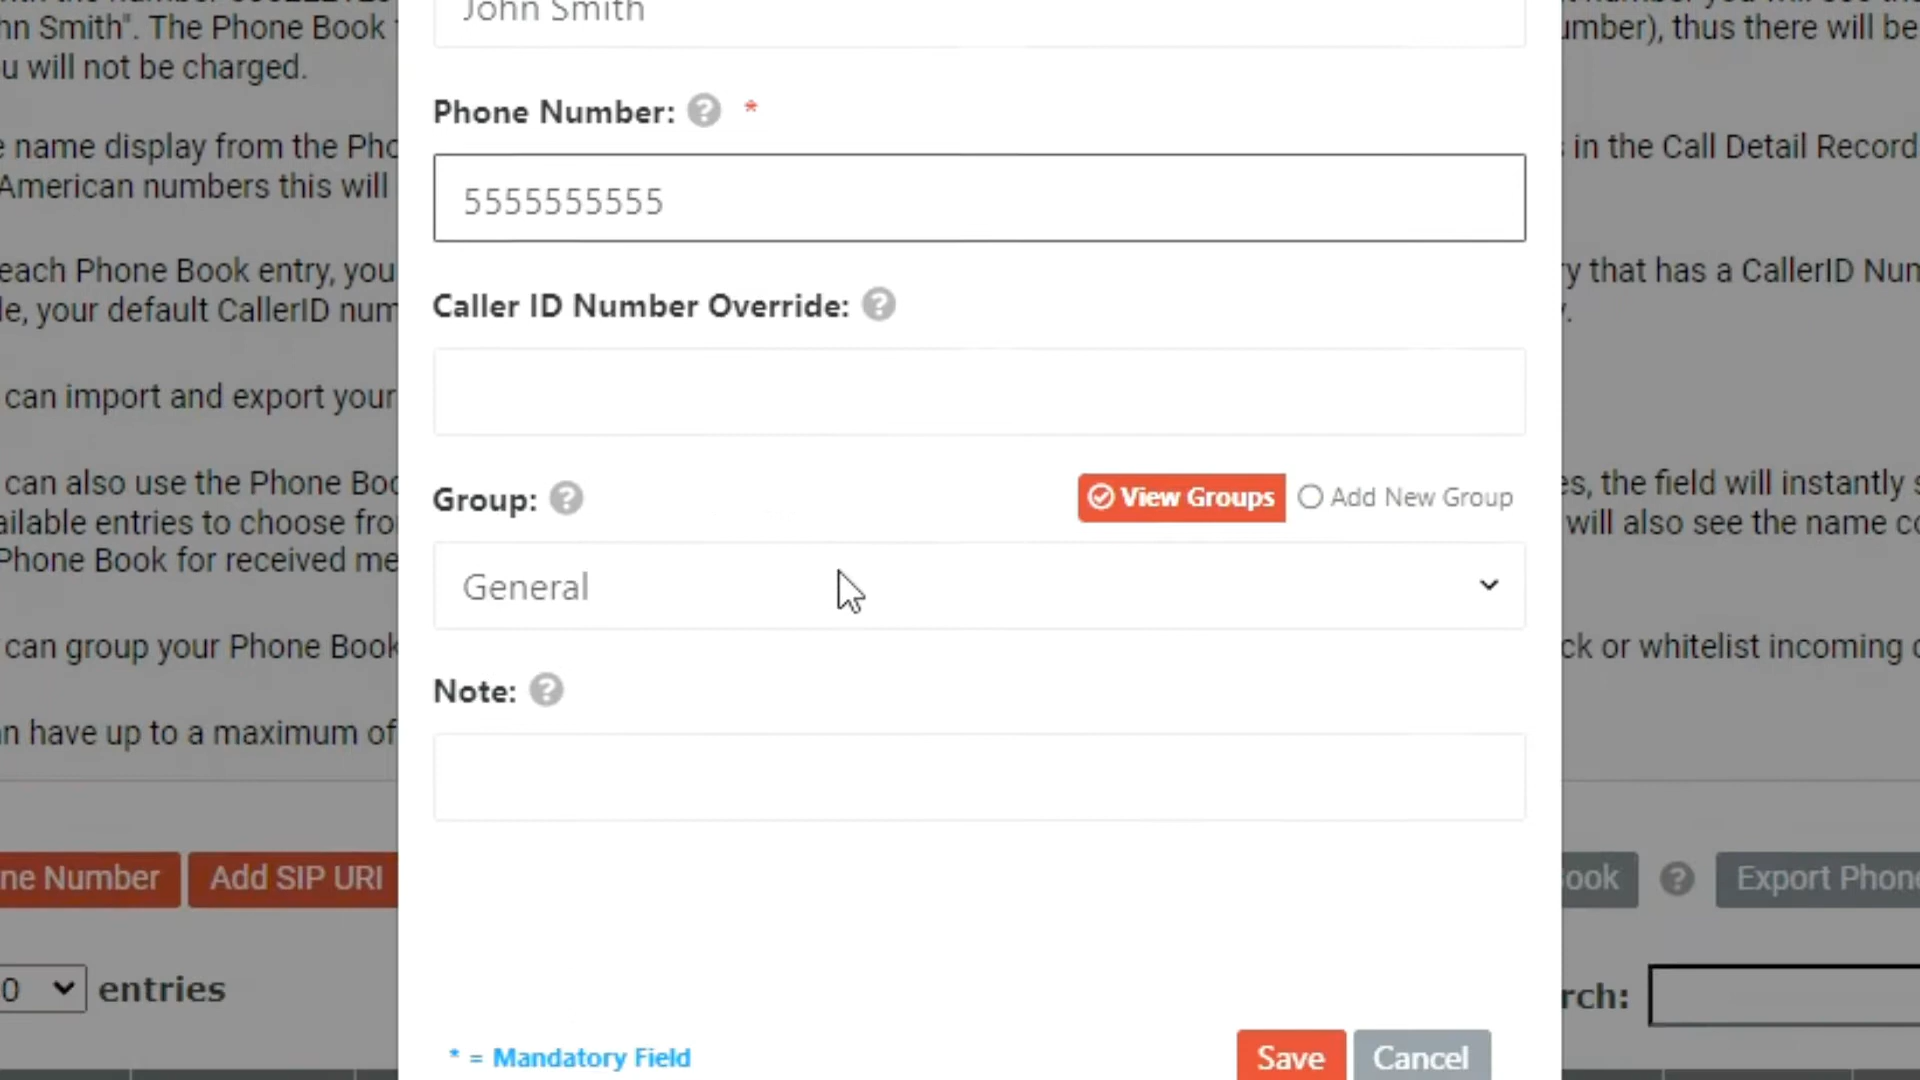 John Smith
hn Smith". The Phone Book
umber), thus there will be
u will not be charged.
Phone Number: ? *
e name display from the Pho
in the Call Detail Record
American numbers this will
5555555555
each Phone Book entry, you
y that has a CallerID Num
le, your default CallerID num
Caller ID Number Override: ?
can import and export your
can also use the Phone Boo
es, the field will instantly s
Group: ?
View Groups
Add New Group
ailable entries to choose fro
will also see the name co
Phone Book for received me
General
can group your Phone Book
ck or whitelist incoming c
Note: ?
n have up to a maximum of
ne Number
Add SIP URI
Book
?
Export Phone
0 entries
rch:
* = Mandatory Field
Save
Cancel